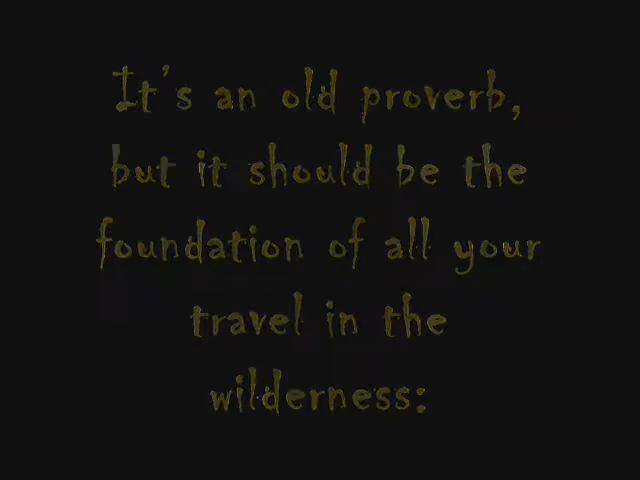 It's an old proverb,
but it should be the
foundation of all your
travel in the
wilderness: